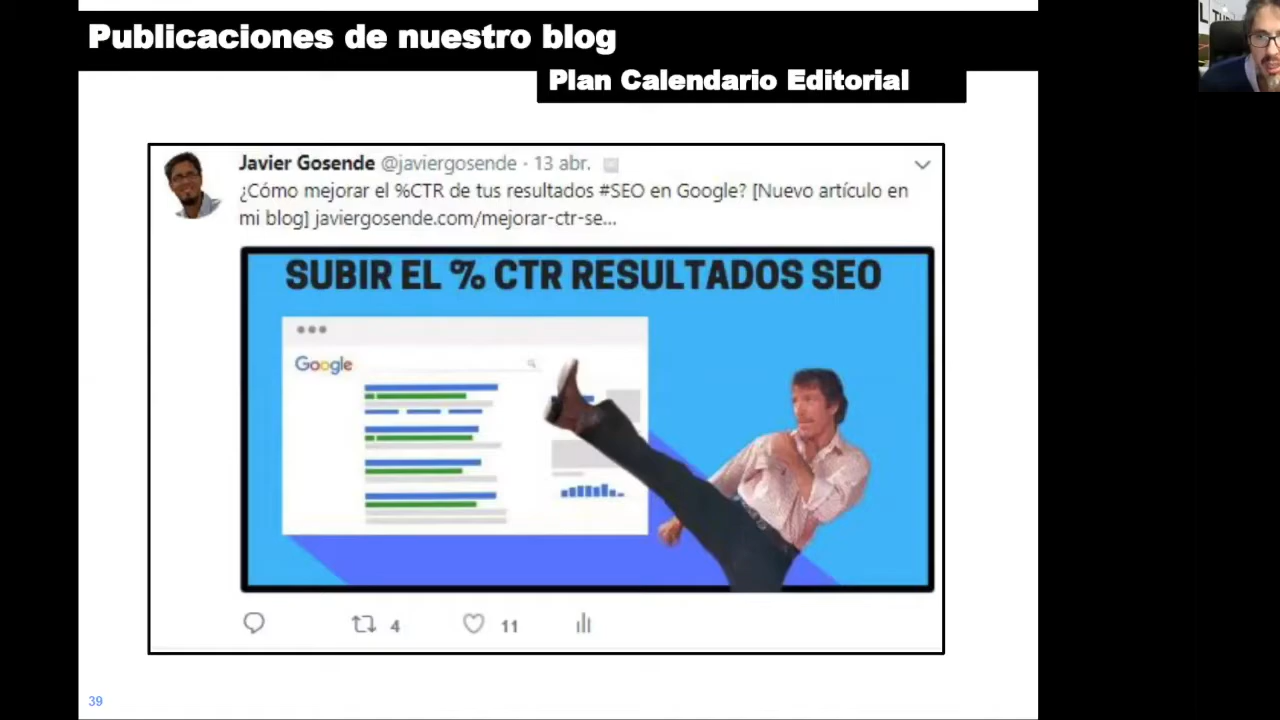 Publicaciones de nuestro blog
Plan Calendario Editorial
Javier Gosende @javiergosende · 13 abr.
¿Cómo mejorar el %CTR de tus resultados #SEO en Google? [Nuevo artículo en
mi blog] javiergosende.com/mejorar-ctr-se...
SUBIR EL % CTR RESULTADOS SEO
Google
4 11
39